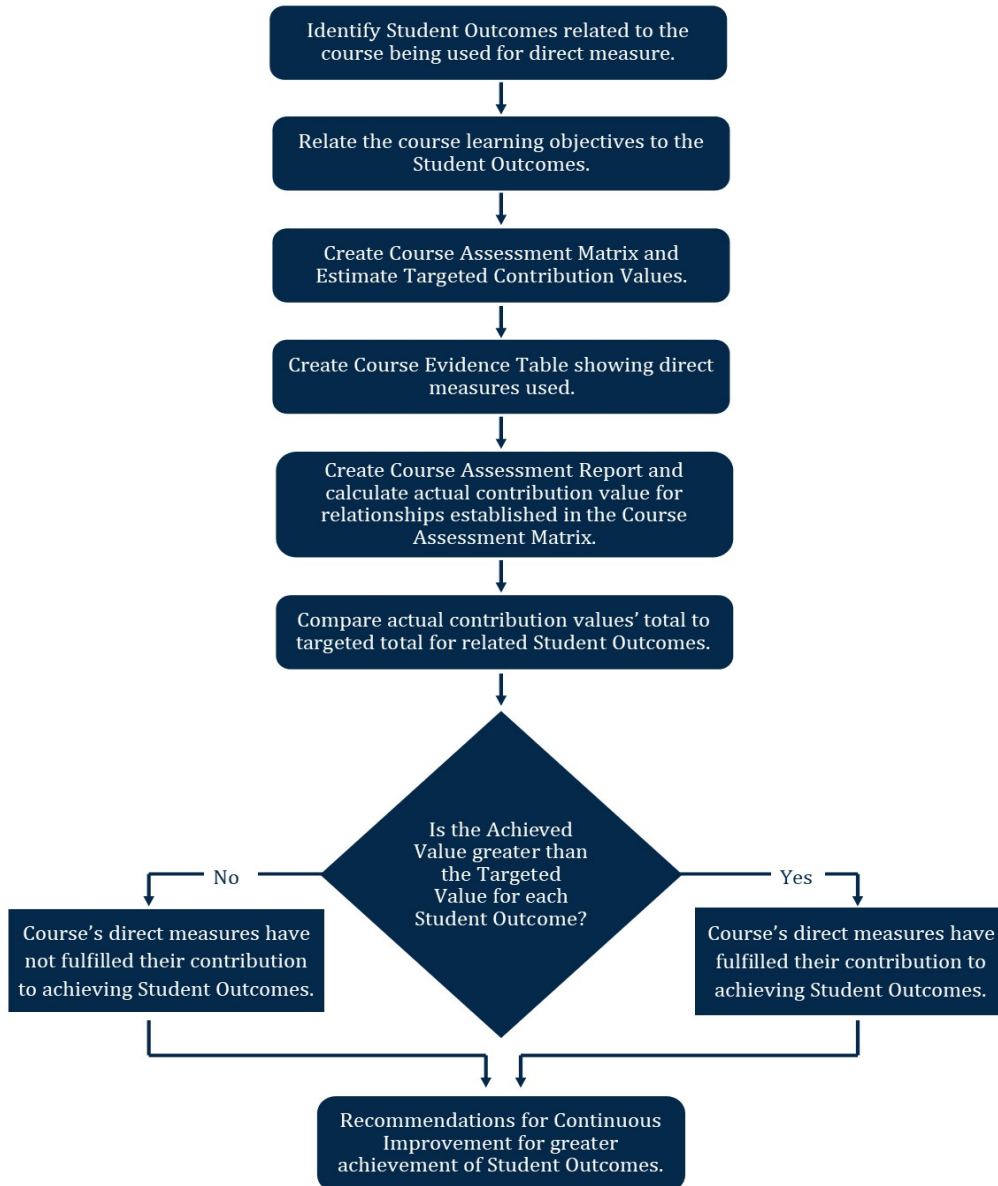 Identify Student Outcomes related to the
course being used for direct measure.
Relate the course learning objectives to the
Student Outcomes.
Create Course Assessment Matrix and
Estimate Targeted Contribution Values.
Create Course Evidence Table showing direct
measures used.
Create Course Assessment Report and
calculate actual contribution value for
relationships established in the Course
Assessment Matrix.
Compare actual contribution values’ total to
targeted total for related Student Outcomes.
Is the Achieved
Value greater than
the Targeted
Value for each
Student Outcome?
No
Yes
Course’s direct measures have
not fulfilled their contribution
to achieving Student Outcomes.
Course’s direct measures have
fulfilled their contribution to
achieving Student Outcomes.
Recommendations for Continuous
Improvement for greater
achievement of Student Outcomes.